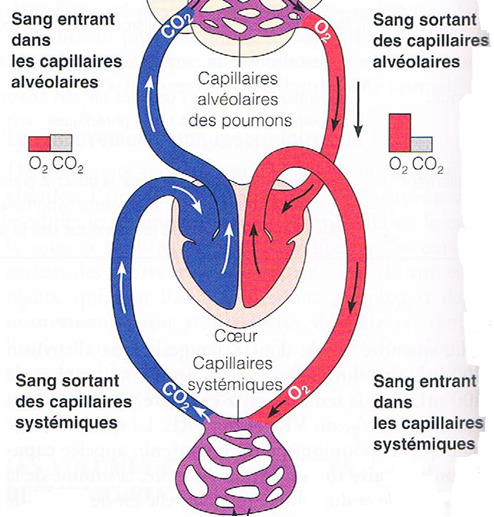 Sang entrant
dans
les capillaires
alvéolaires
CO2
O2
Sang sortant
des capillaires
alvéolaires
Capillaires
alvéolaires
des poumons
O2 CO2
O2 CO2
Cœur
Capillaires
systémiques
Sang sortant
des capillaires
systémiques
CO2
O2
Sang entrant
dans
les capillaires
systémiques